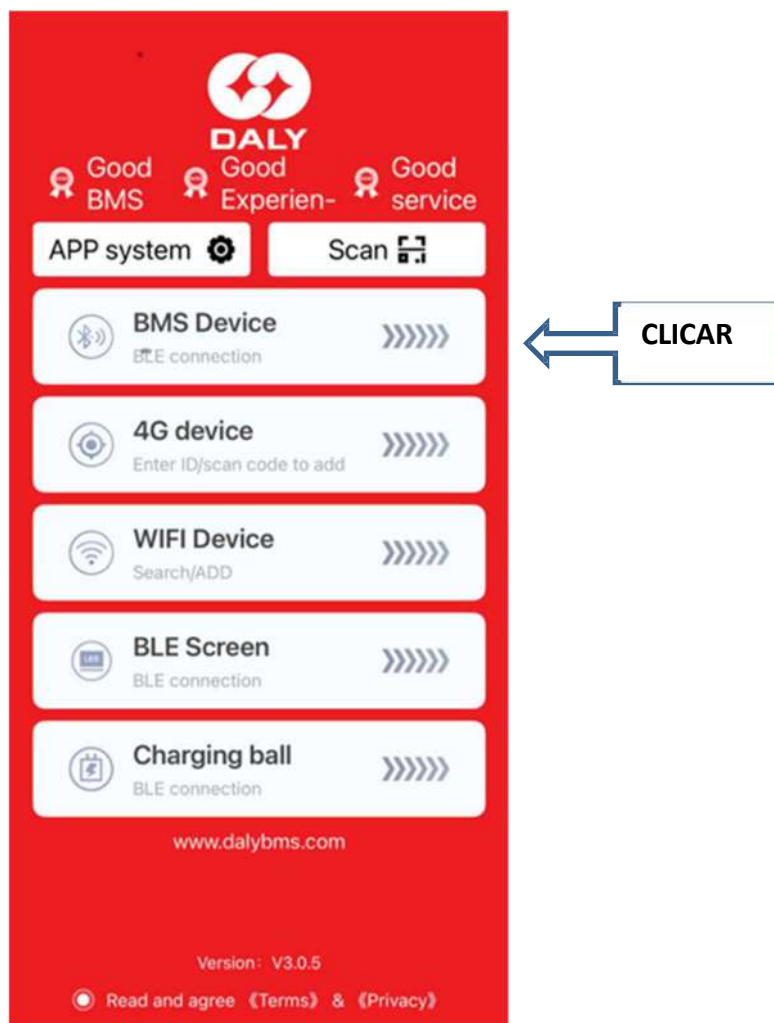 DALY
Good BMS
Good Experien-
Good service
APP system
Scan
BMS Device
BLE connection
CLICAR
4G device
Enter ID/scan code to add
WIFI Device
Search/ADD
BLE Screen
BLE connection
Charging ball
BLE connection
www.dalybms.com
Version: V3.0.5
Read and agree 《Terms》 & 《Privacy》